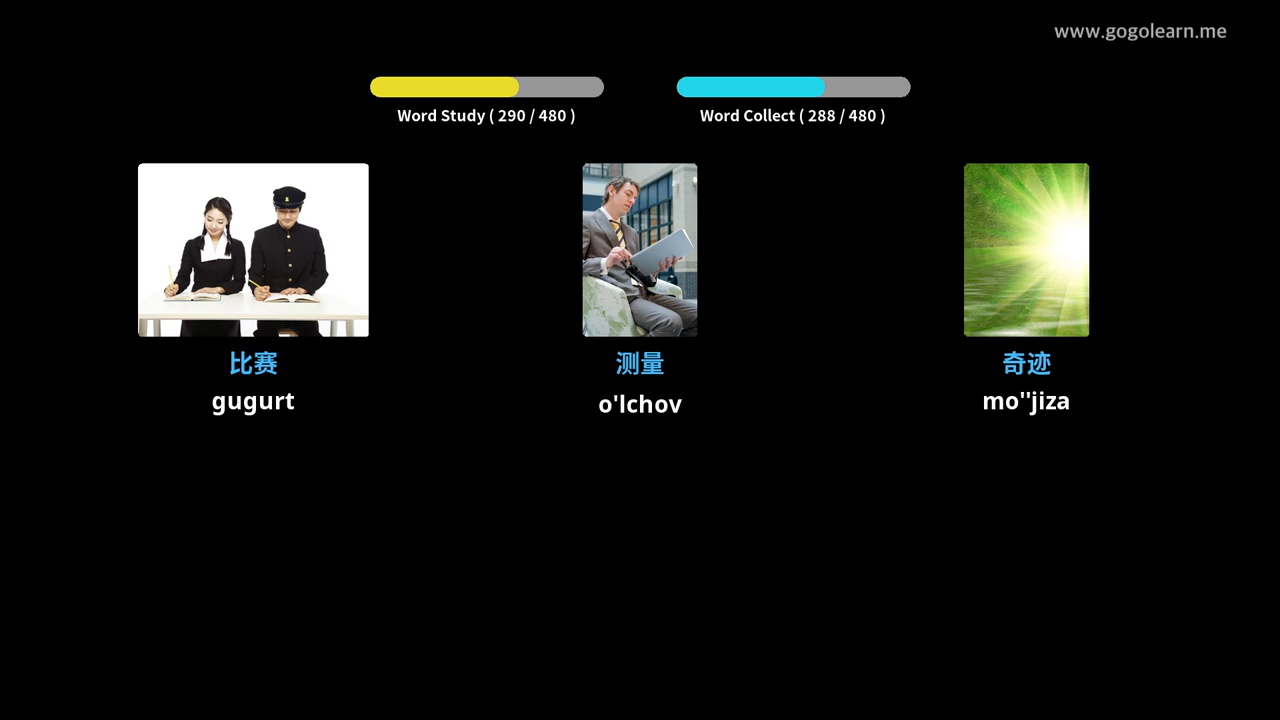 www.gogolearn.me
Word Study ( 290 / 480 )
Word Collect ( 288 / 480 )
比赛
测量
奇迹
gugurt
o'lchov
mo''jiza